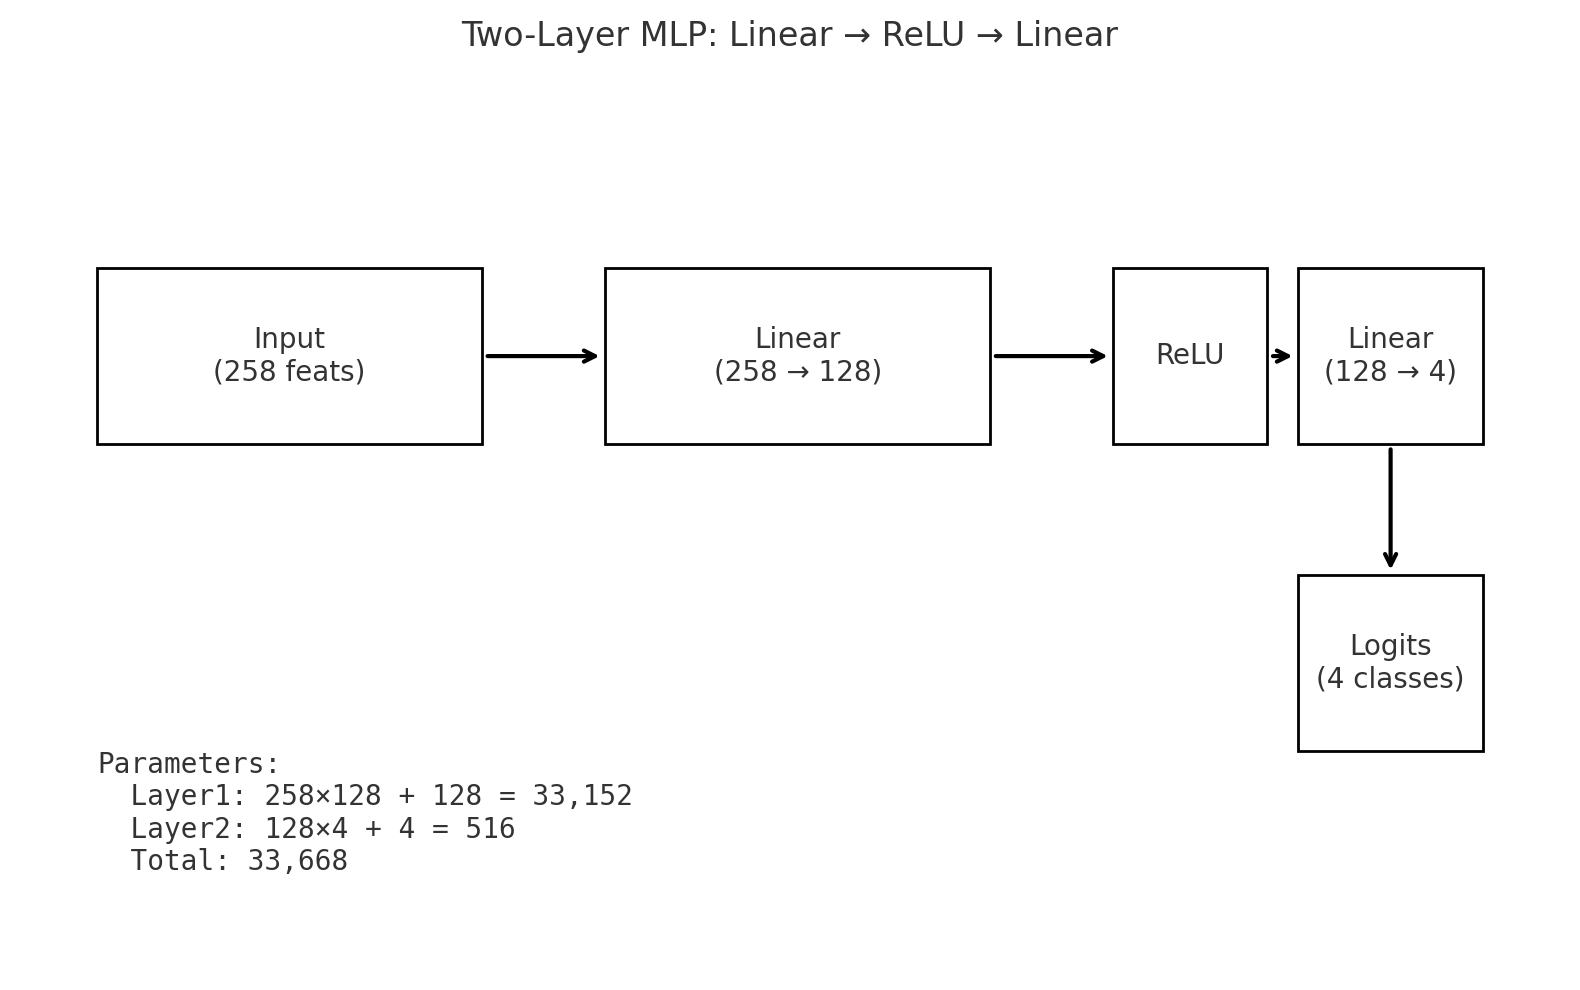 Two-Layer MLP: Linear → ReLU → Linear
Input
(258 feats)
Linear
(258 → 128)
ReLU
Linear
(128 → 4)
Logits
(4 classes)
Parameters:
  Layer1: 258×128 + 128 = 33,152
  Layer2: 128×4 + 4 = 516
  Total: 33,668